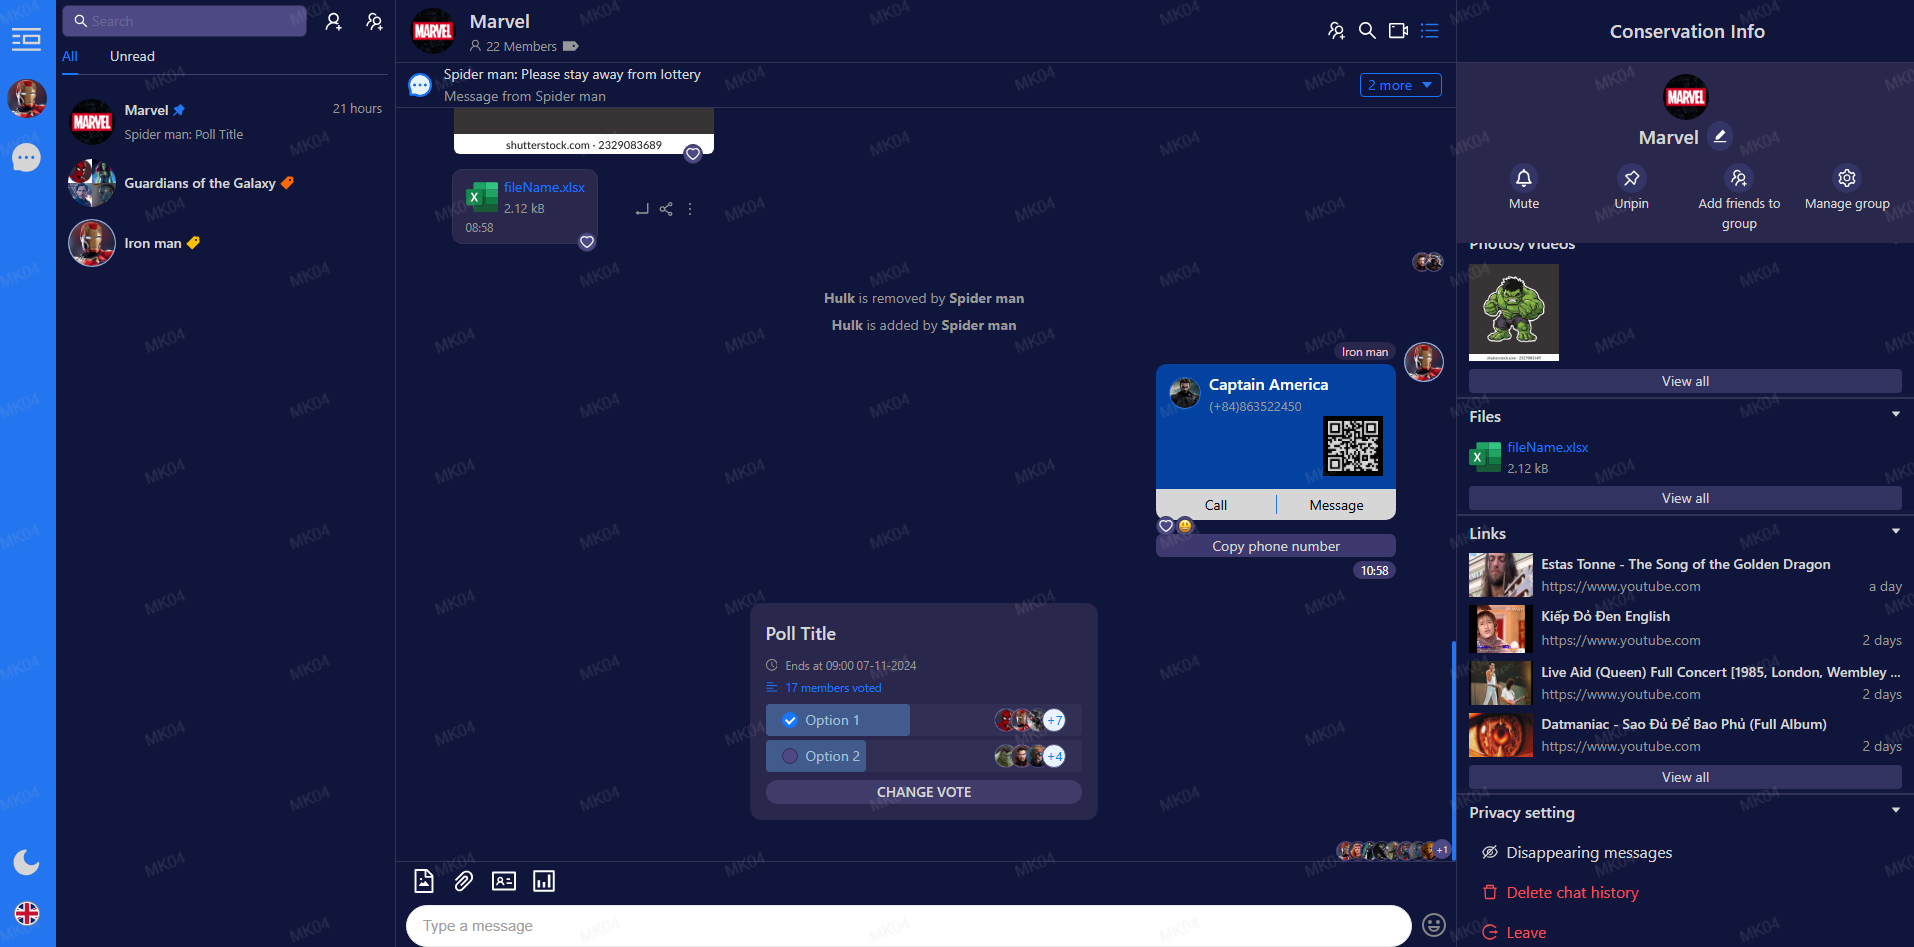 Search
All
Unread
MARVEL
Marvel
21 hours
Spider man: Poll Title
Guardians of the Galaxy
Iron man
MARVEL
Marvel
22 Members
Spider man: Please stay away from lottery
Message from Spider man
2 more
shutterstock.com · 2329083689
fileName.xlsx
2.12 kB
08:58
Hulk is removed by Spider man
Hulk is added by Spider man
Iron man
Captain America
(+84)863522450
Call
Message
Copy phone number
10:58
Poll Title
Ends at 09:00 07-11-2024
17 members voted
Option 1
+7
Option 2
+4
CHANGE VOTE
+1
Type a message
Conservation Info
MARVEL
Marvel
Mute
Unpin
Add friends to
group
Manage group
Photos/Videos
shutterstock.com · 2329083689
View all
Files
fileName.xlsx
2.12 kB
View all
Links
Estas Tonne - The Song of the Golden Dragon
https://www.youtube.com
a day
Kiếp Đỏ Đen English
https://www.youtube.com
2 days
Live Aid (Queen) Full Concert [1985, London, Wembley ...
https://www.youtube.com
2 days
Datmaniac - Sao Đủ Để Bao Phủ (Full Album)
https://www.youtube.com
2 days
View all
Privacy setting
Disappearing messages
Delete chat history
Leave
MK04